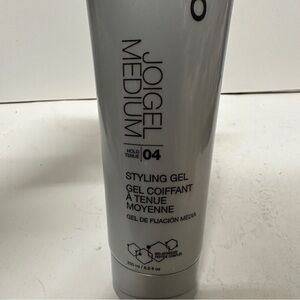 O
JOIGEL
MEDIUM
HOLD
TENUE
04
STYLING GEL
GEL COIFFANT
À TENUE
MOYENNE
GEL DE FIJACIÓN MEDIA